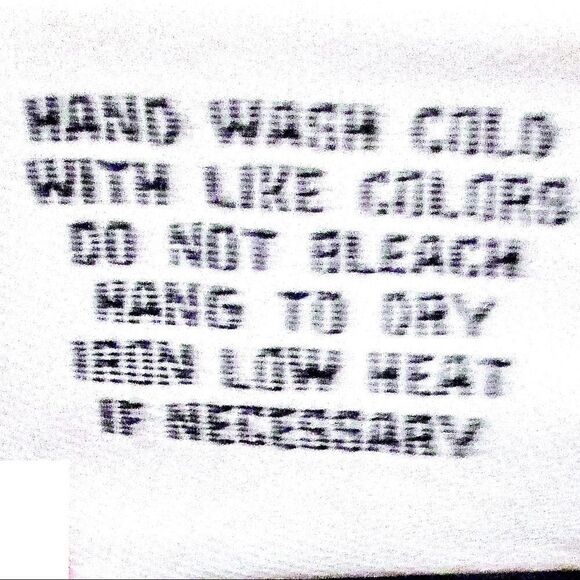 HAND WASH COLD
WITH LIKE COLORS
DO NOT BLEACH
HANG TO DRY
IRON LOW HEAT
IF NECESSARY